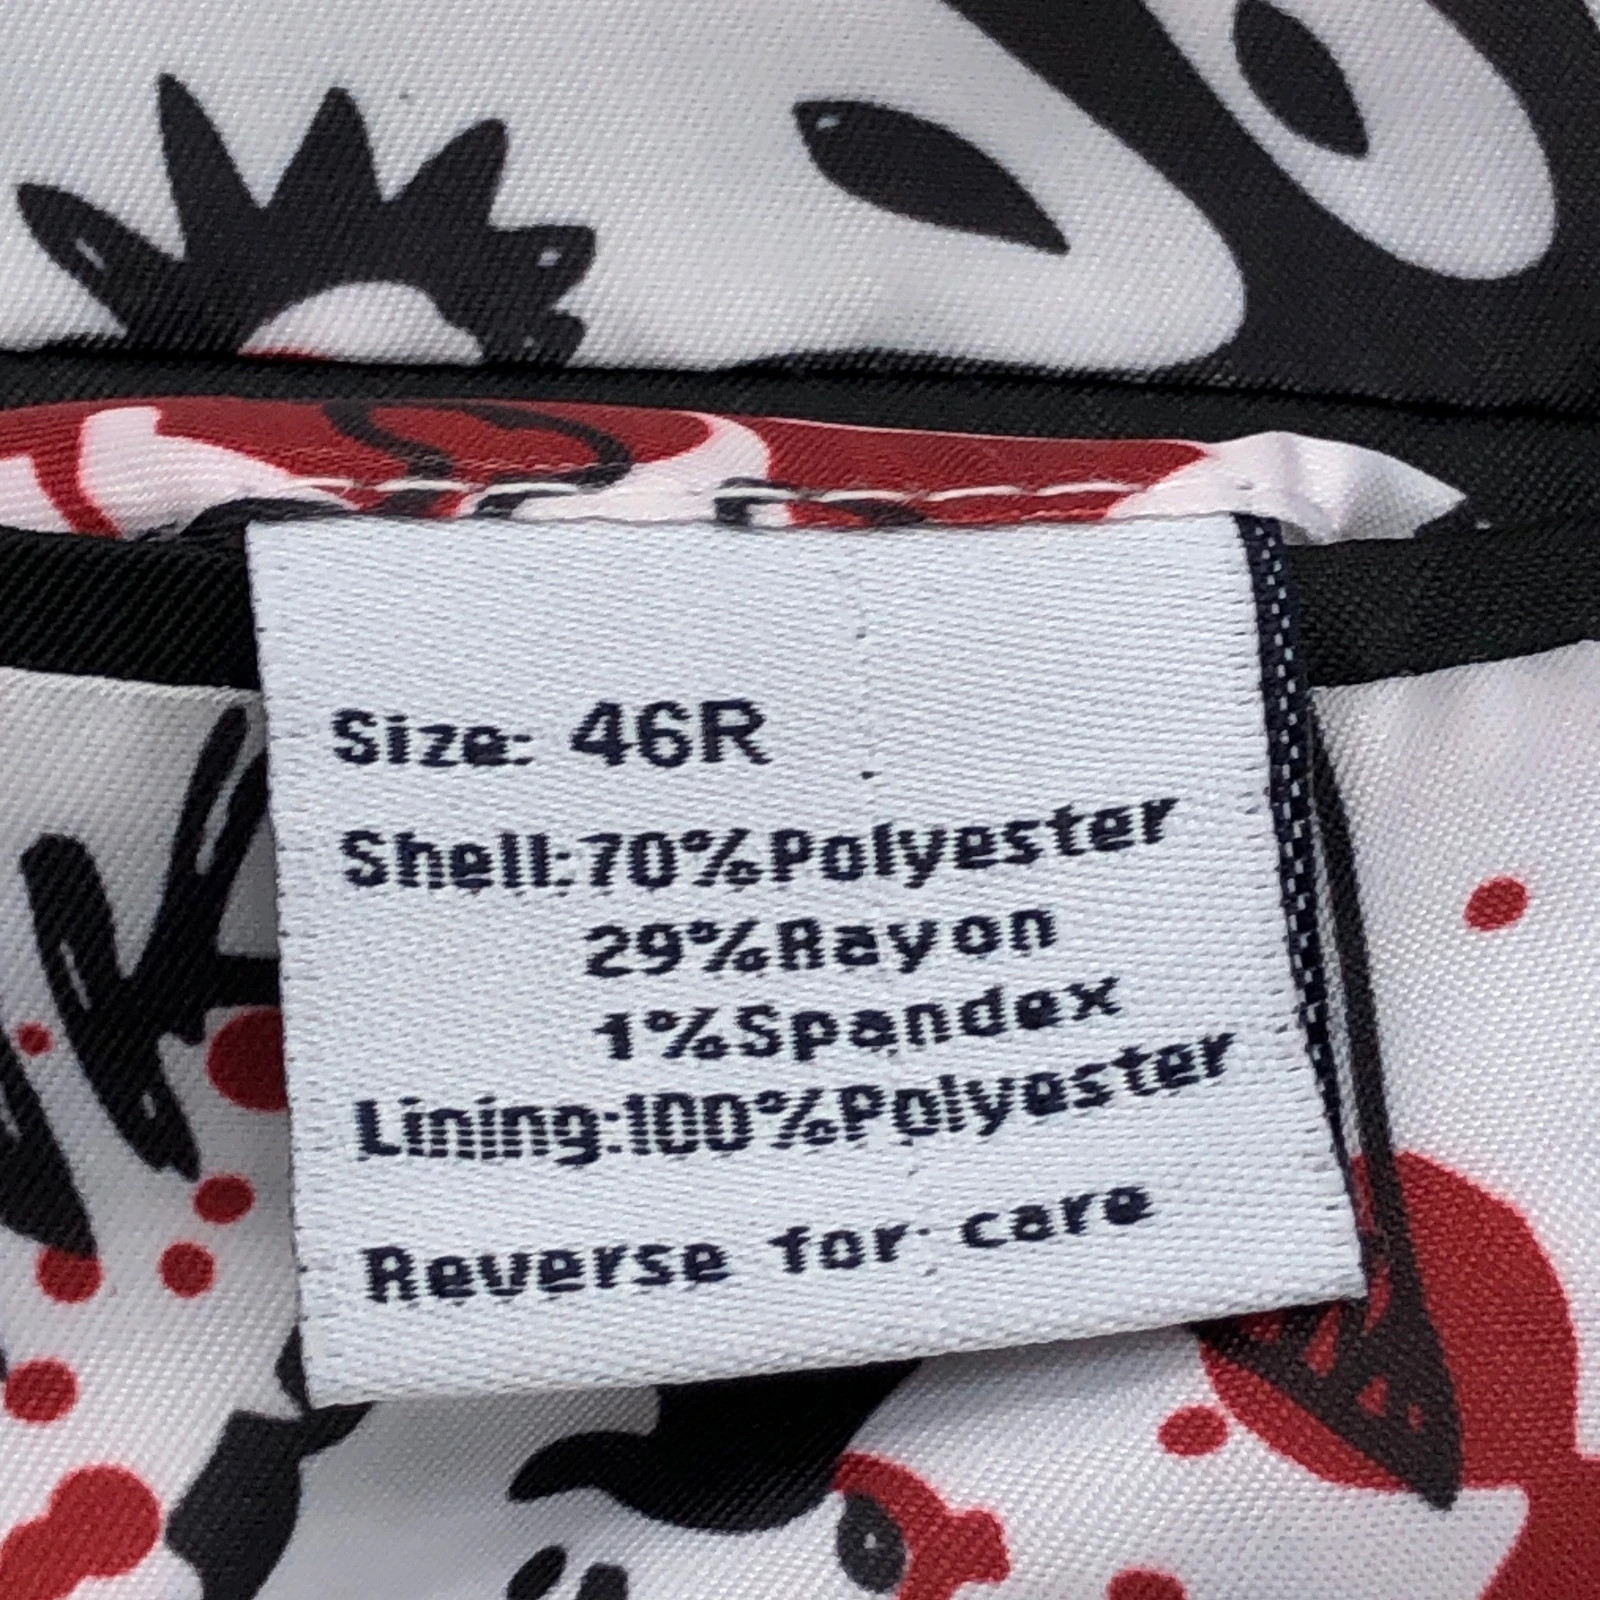 Size: 46R
Shell:70%Polyester
29%Rayon
1%Spandex
Lining:100%Polyester
Reverse for care